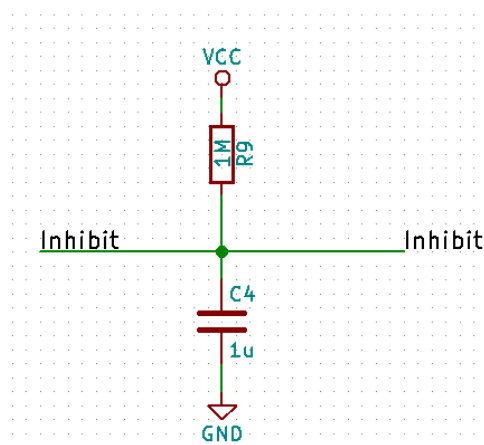 VCC
1M
R9
Inhibit
Inhibit
C4
1u
GND